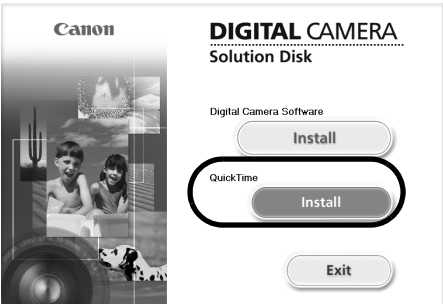 Canon
DIGITAL CAMERA
Solution Disk
Digital Camera Software
Install
QuickTime
Install
Exit